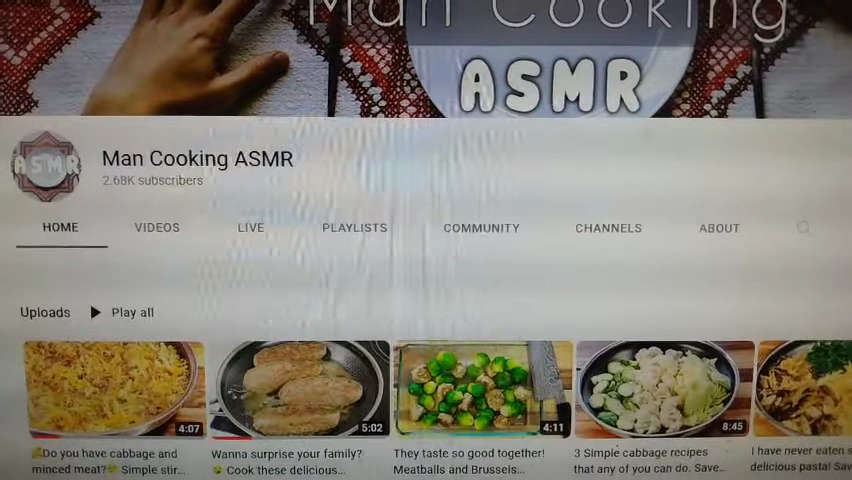 Man Cooking
ASMR
ASMR
Man Cooking ASMR
2.68K subscribers
HOME VIDEOS LIVE PLAYLISTS COMMUNITY CHANNELS ABOUT
Uploads Play all
4:07 5:02 4:11 8:45
Do you have cabbage and
minced meat? Simple stir...
Wanna surprise your family?
Cook these delicious...
They taste so good together!
Meatballs and Brussels...
3 Simple cabbage recipes
that any of you can do. Save...
I have never eaten s
delicious pasta! Sav